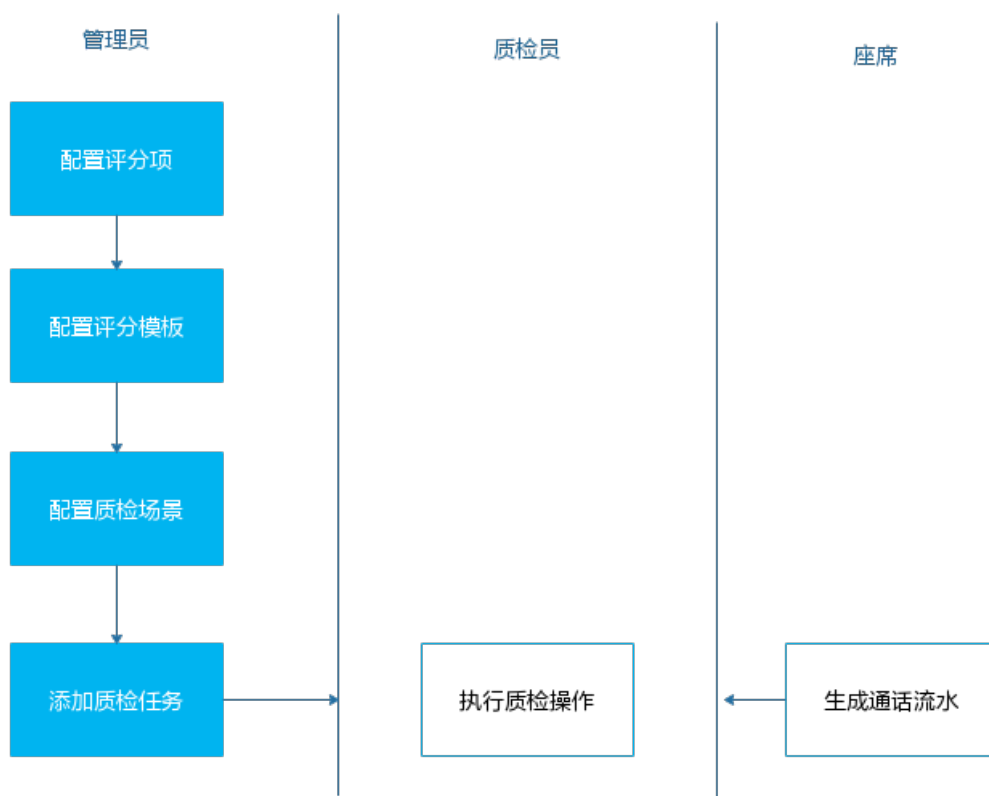 管理员
质检员
座席
配置评分项
配置评分模板
配置质检场景
添加质检任务
执行质检操作
生成通话流水